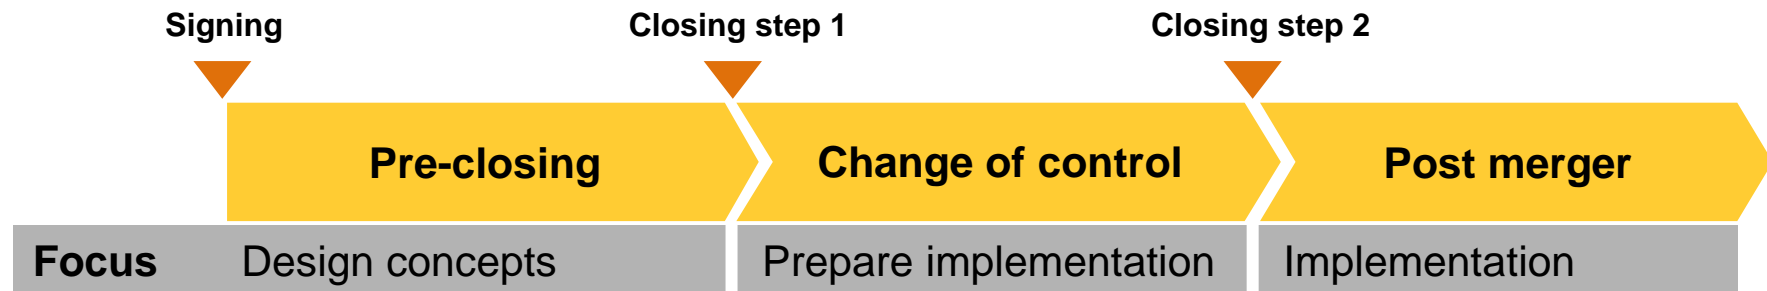 Signing
Closing step 1
Closing step 2
Pre-closing
Change of control
Post merger
Focus
Design concepts
Prepare implementation
Implementation